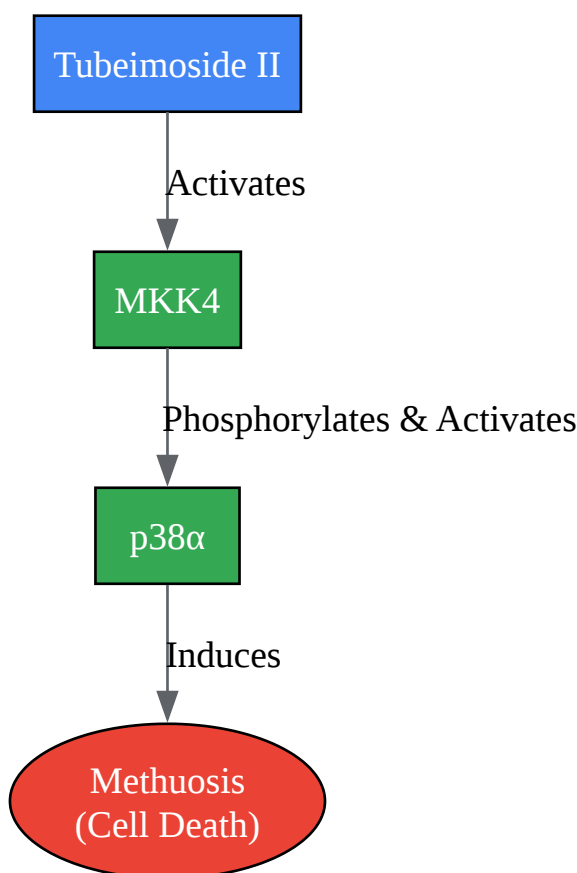 Tubeimoside II
Activates
MKK4
Phosphorylates & Activates
p38α
Induces
Methuosis
(Cell Death)